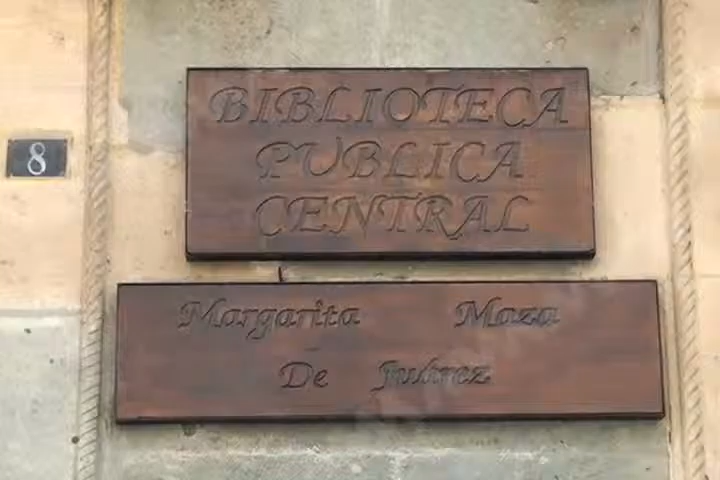 8
BIBLIOTECA
PUBLICA
CENTRAL
Margarita Maza
De Juárez